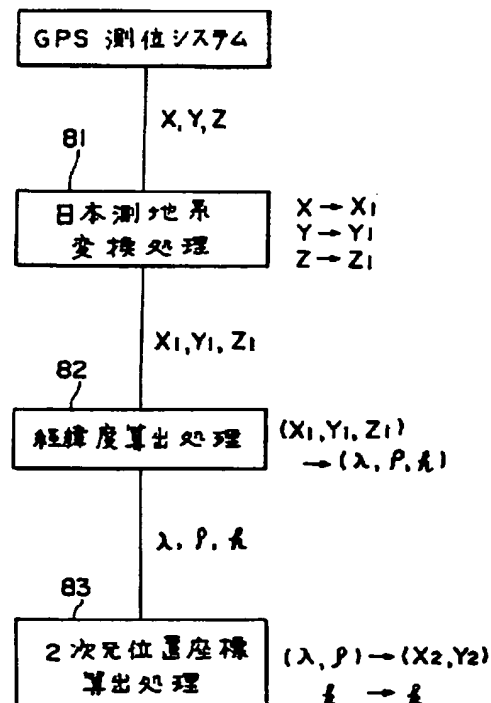 GPS 測位システム
X, Y, Z
81
日本測地系
変換処理
X → X1
Y → Y1
Z → Z1
X1, Y1, Z1
82
経緯度算出処理
(X1, Y1, Z1)
→ (λ, ρ, h)
λ, ρ, h
83
2次元位置座標
算出処理
(λ, ρ) → (X2, Y2)
h → h